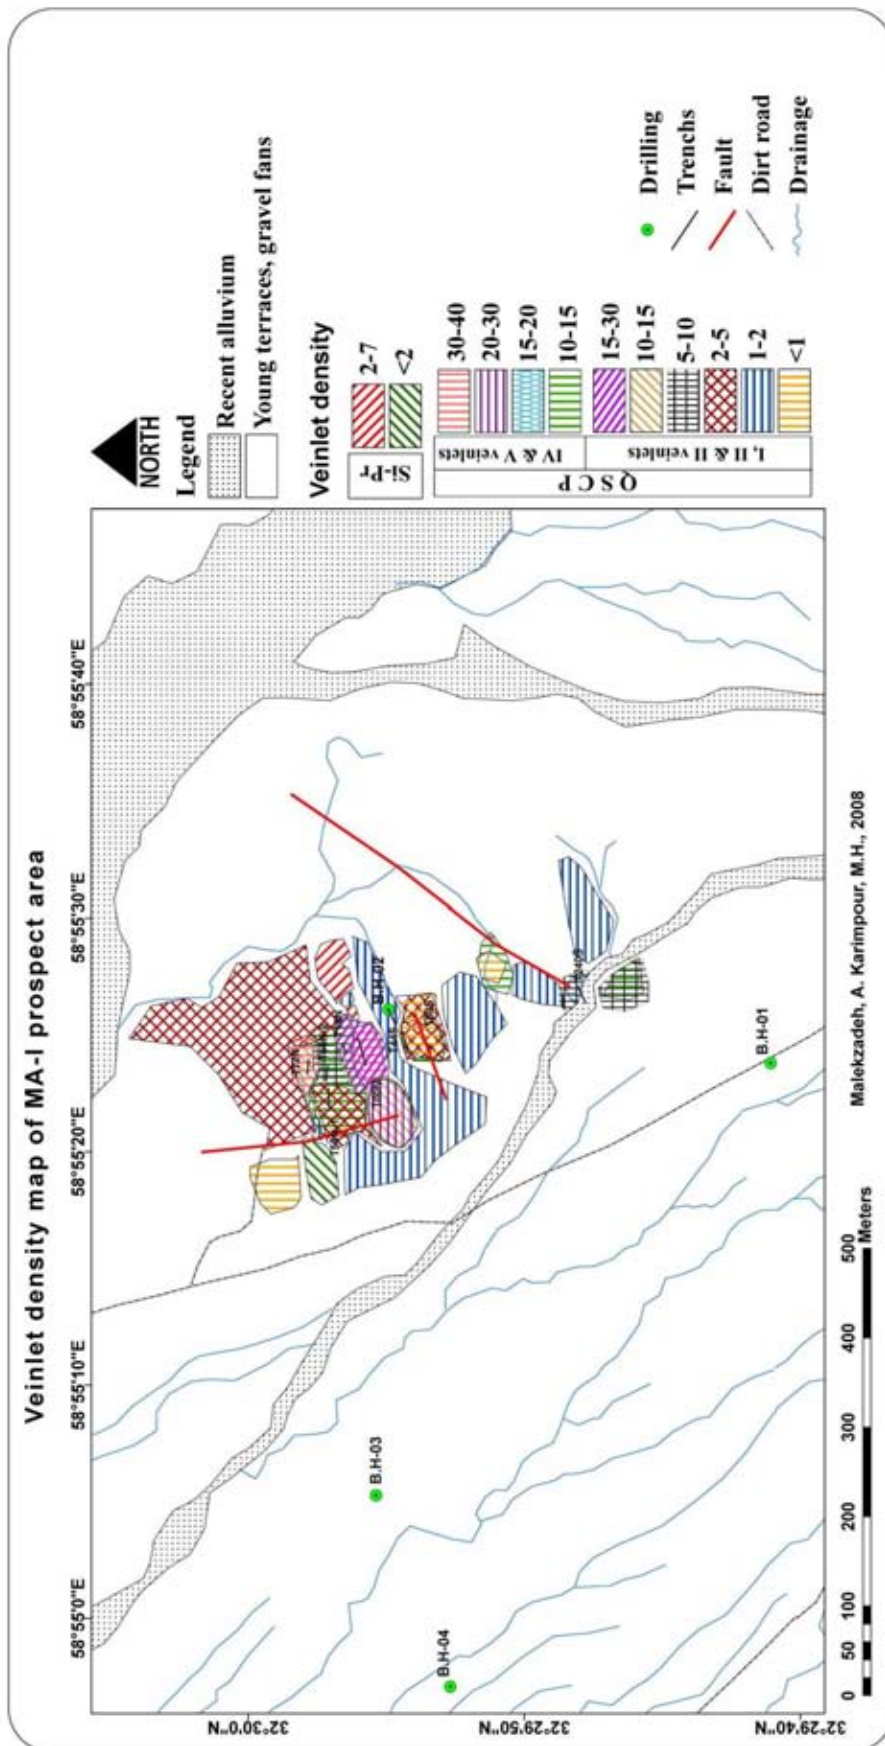 Veinlet density map of MA-I prospect area
58°55'0"E
58°55'10"E
58°55'20"E
58°55'30"E
58°55'40"E
32°30'0"N
32°29'50"N
32°29'40"N
B.H-04
B.H-03
B.H-02
B.H-01
NORTH
Legend
Recent alluvium
Young terraces, gravel fans
Veinlet density
Si-Pr
2-7
<2
Q S C P
IV & V veinlets
30-40
20-30
15-20
10-15
I, II & II veinlets
15-30
10-15
5-10
2-5
1-2
<1
Drilling
Trenchs
Fault
Dirt road
Drainage
0 50 100 200 300 400 500
Meters
Malekzadeh, A. Karimpour, M.H., 2008